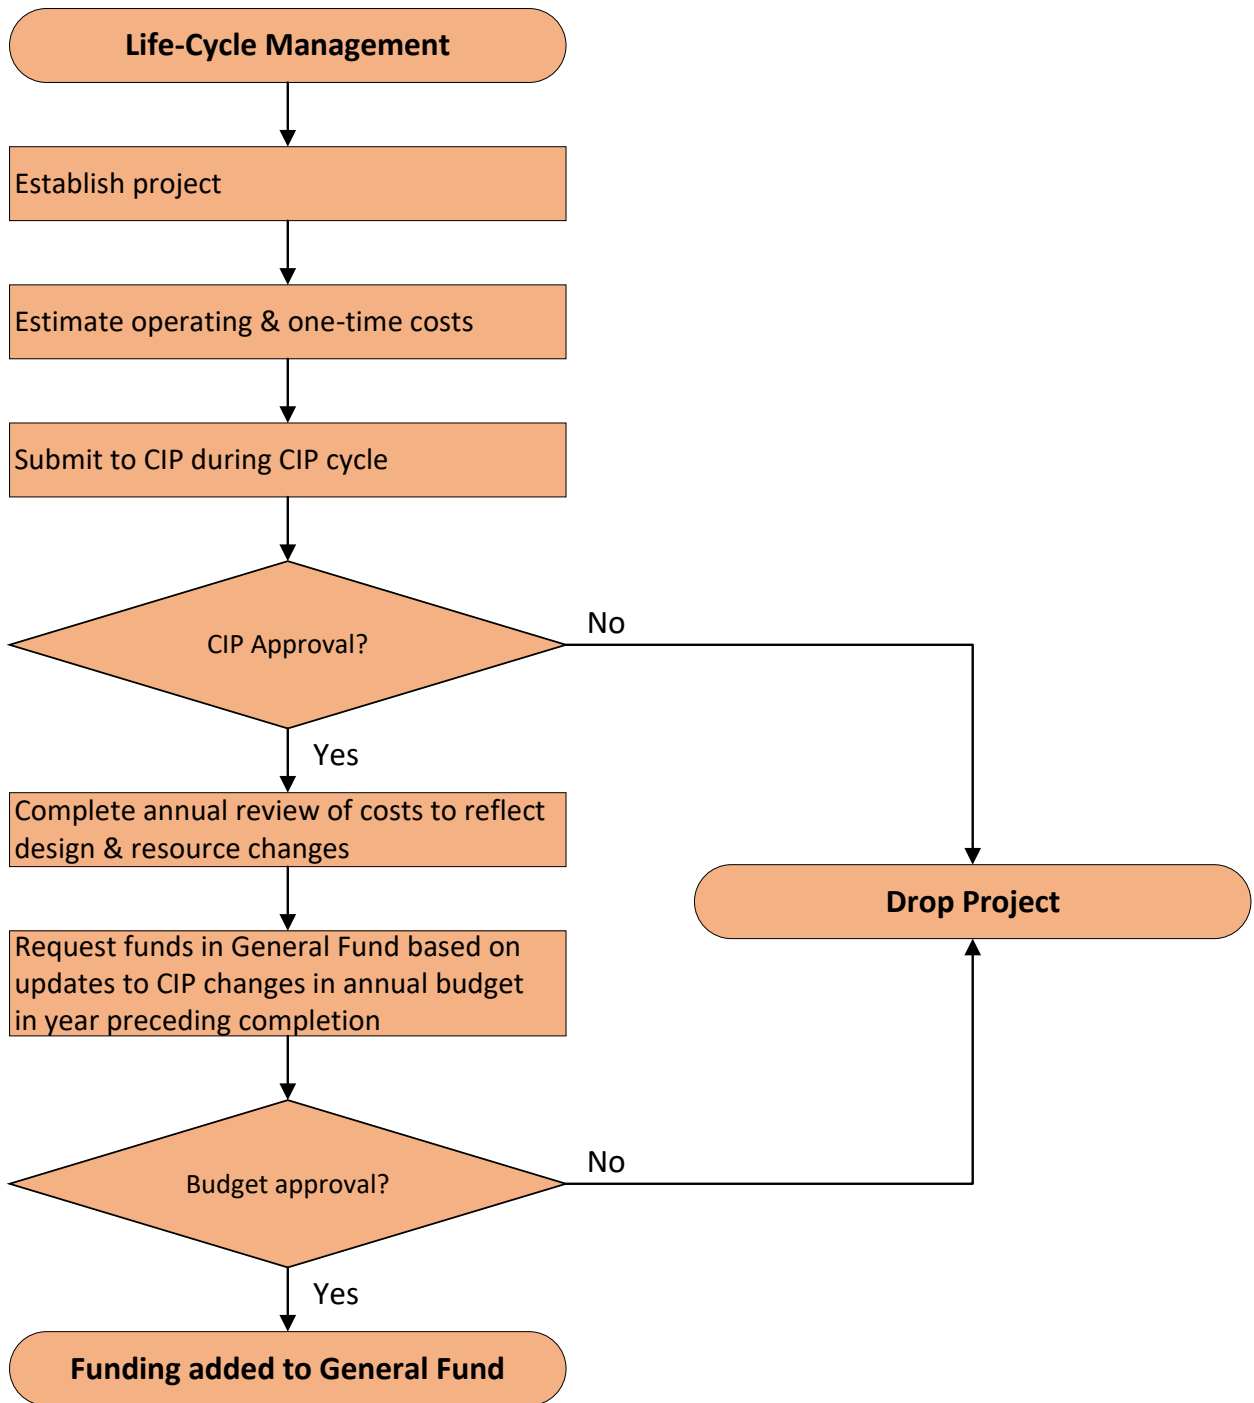 Life-Cycle Management
Establish project
Estimate operating & one-time costs
Submit to CIP during CIP cycle
CIP Approval?
No
Yes
Complete annual review of costs to reflect
design & resource changes
Drop Project
Request funds in General Fund based on
updates to CIP changes in annual budget
in year preceding completion
Budget approval?
No
Yes
Funding added to General Fund